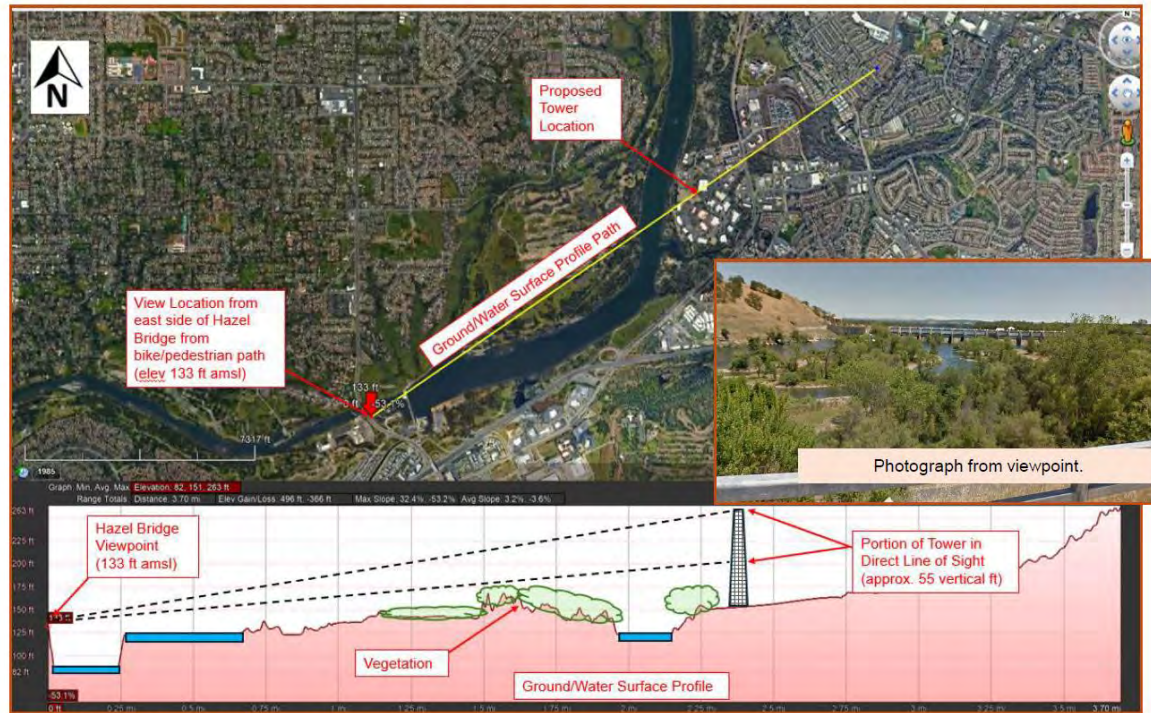 N
N
Proposed
Tower
Location
Ground/Water Surface Profile Path
View Location from
east side of Hazel
Bridge from
bike/pedestrian path
(elev 133 ft amsl)
133 ft
53.1%
7317 ft
1985
Photograph from viewpoint.
Graph: Min, Avg, Max Elevation: 82, 151, 263 ft
Range Totals: Distance: 3.70 mi Elev Gain/Loss: 496 ft, -366 ft Max Slope: 32.4%, -53.2% Avg Slope: 3.2%, -3.6%
263 ft
225 ft
200 ft
150 ft
125 ft
100 ft
82 ft
Hazel Bridge
Viewpoint
(133 ft amsl)
Portion of Tower in
Direct Line of Sight
(approx. 55 vertical ft)
Vegetation
Ground/Water Surface Profile
-53.1%
0 ft 0.25 mi 0.5 mi 0.75 mi 1 mi 1.25 mi 1.5 mi 1.75 mi 2 mi 2.25 mi 2.5 mi 2.75 mi 3 mi 3.25 mi 3.70 mi